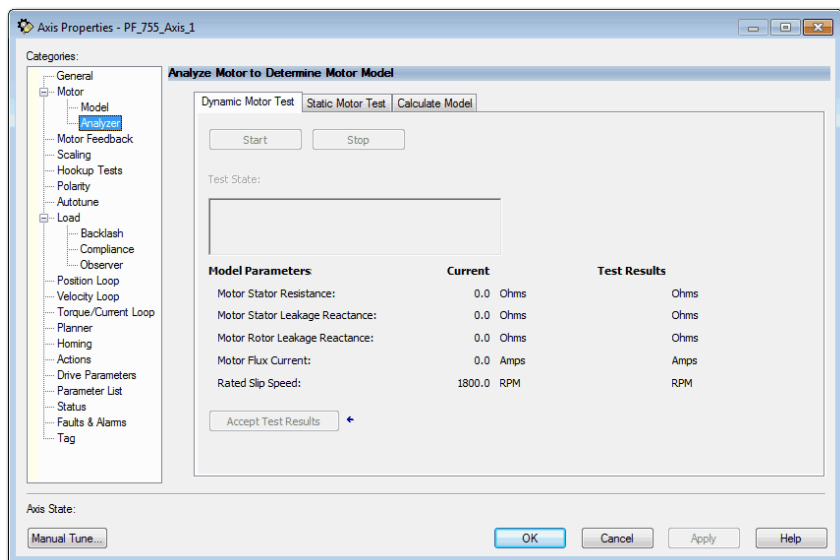 Axis Properties - PF_755_Axis_1
Categories:
General
Motor
Model
Analyzer
Motor Feedback
Scaling
Hookup Tests
Polarity
Autotune
Load
Backlash
Compliance
Observer
Position Loop
Velocity Loop
Torque/Current Loop
Planner
Homing
Actions
Drive Parameters
Parameter List
Status
Faults & Alarms
Tag
Analyze Motor to Determine Motor Model
Dynamic Motor Test Static Motor Test Calculate Model
Start Stop
Test State:
Model Parameters Current Test Results
Motor Stator Resistance: 0.0 Ohms Ohms
Motor Stator Leakage Reactance: 0.0 Ohms Ohms
Motor Rotor Leakage Reactance: 0.0 Ohms Ohms
Motor Flux Current: 0.0 Amps Amps
Rated Slip Speed: 1800.0 RPM RPM
Accept Test Results
Axis State:
Manual Tune... OK Cancel Apply Help